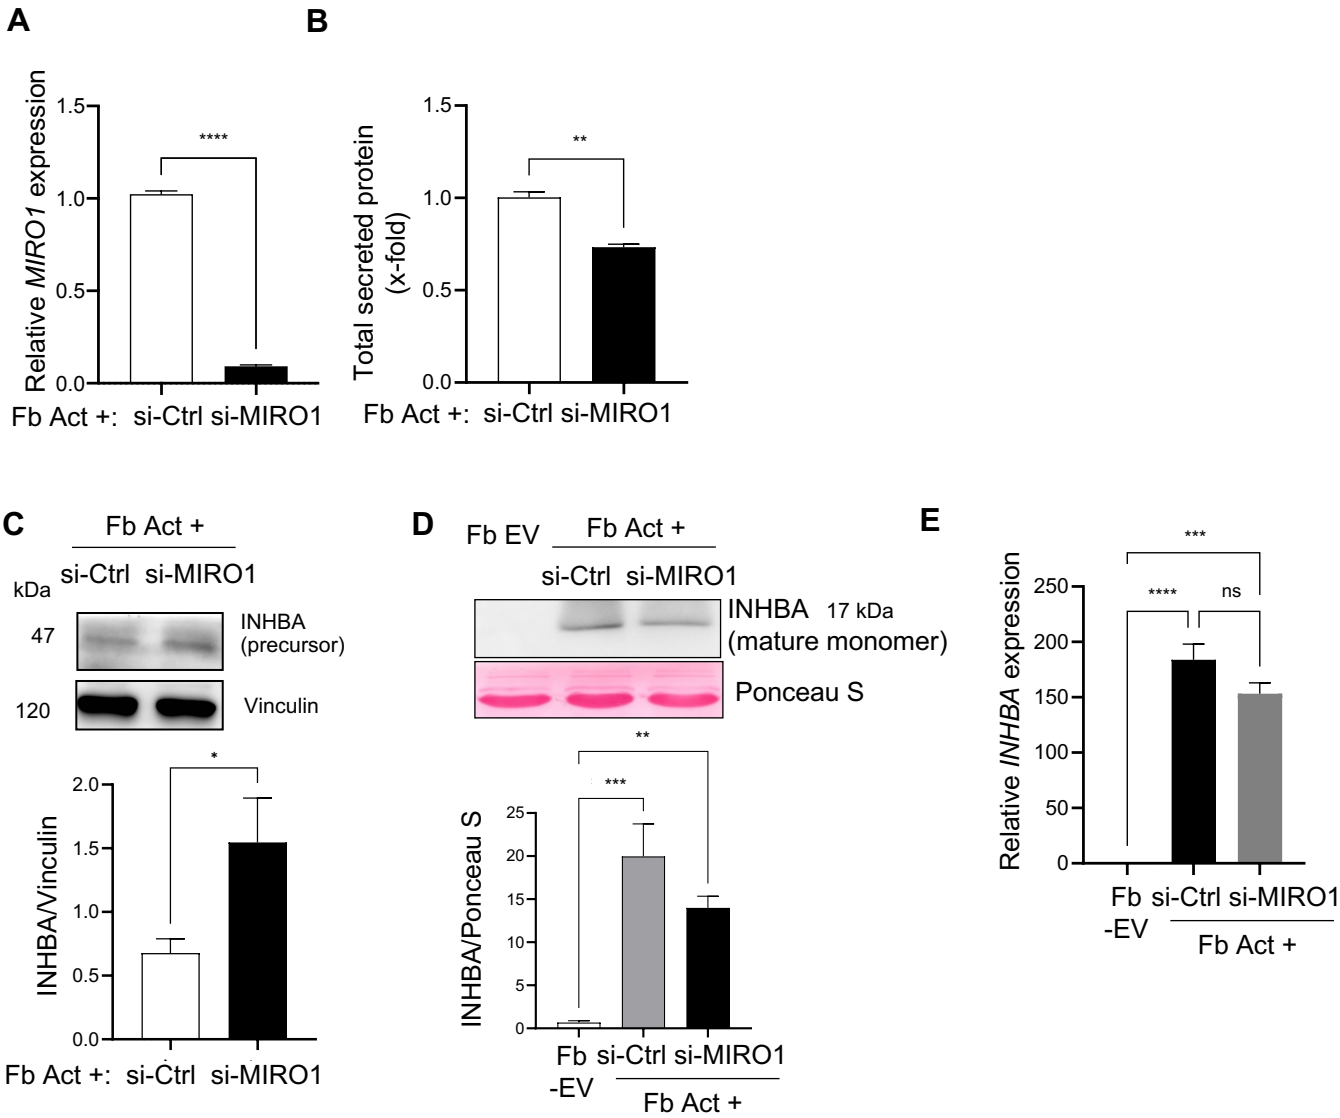 A
B
Relative MIRO1 expression
1.5
1.0
0.5
0.0
****
Fb Act +: si-Ctrl si-MIRO1
Total secreted protein
(x-fold)
1.5
1.0
0.5
0.0
**
Fb Act +: si-Ctrl si-MIRO1
C
Fb Act +
si-Ctrl si-MIRO1
kDa
47
INHBA
(precursor)
120
Vinculin
INHBA/Vinculin
2.0
1.5
1.0
0.5
0.0
*
Fb Act +: si-Ctrl si-MIRO1
D
Fb EV
Fb Act +
si-Ctrl si-MIRO1
INHBA 17 kDa
(mature monomer)
Ponceau S
INHBA/Ponceau S
25
20
15
10
5
0
**
***
Fb si-Ctrl si-MIRO1
-EV
Fb Act +
E
Relative INHBA expression
250
200
150
100
50
0
***
**** ns
Fb si-Ctrl si-MIRO1
-EV
Fb Act +